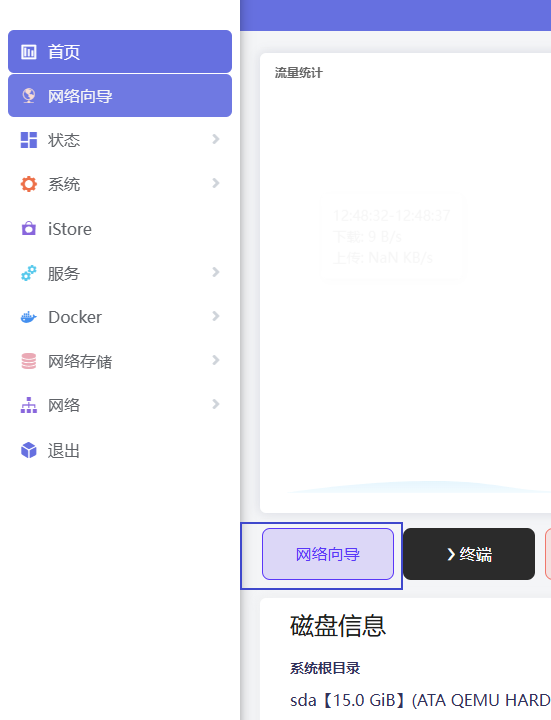 首页
网络向导
状态
系统
iStore
服务
Docker
网络存储
网络
退出
流量统计
12:48:32-12:48:37
下载: 9 B/s
上传: NaN KB/s
网络向导
❯终端
磁盘信息
系统根目录
sda【15.0 GiB】(ATA QEMU HARD